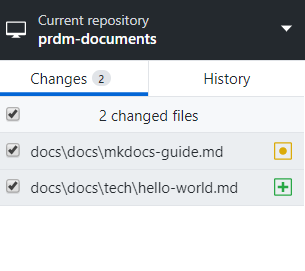 Current repository
prdm-documents
Changes 2
History
2 changed files
docs\docs\mkdocs-guide.md
docs\docs\tech\hello-world.md